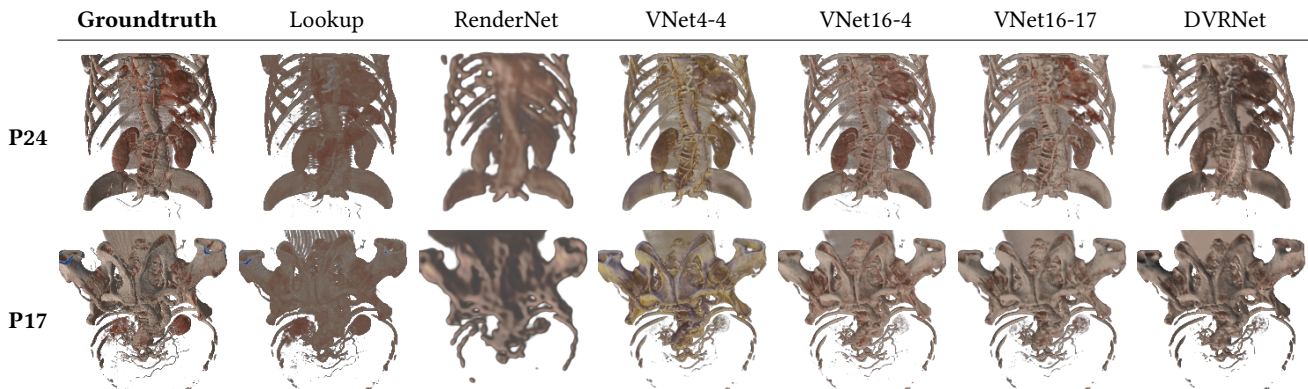 Groundtruth Lookup RenderNet VNet4-4 VNet16-4 VNet16-17 DVRNet
P24
P17